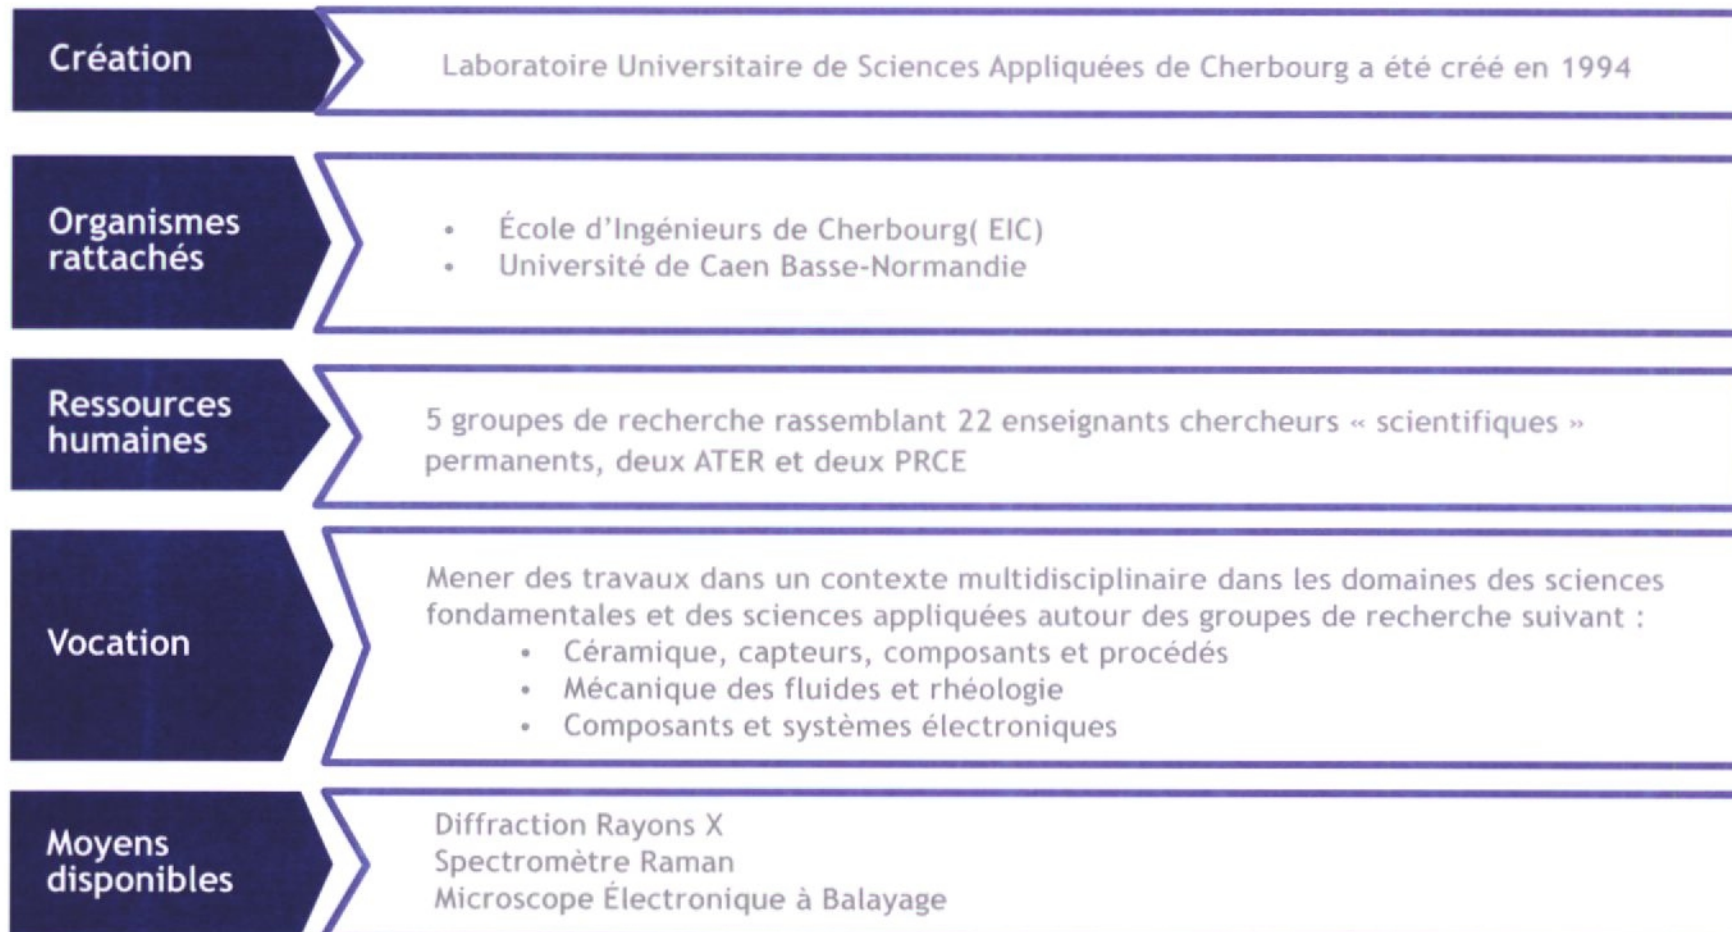 Création
Laboratoire Universitaire de Sciences Appliquées de Cherbourg a été créé en 1994
Organismes
rattachés
• École d'Ingénieurs de Cherbourg( EIC)
• Université de Caen Basse-Normandie
Ressources
humaines
5 groupes de recherche rassemblant 22 enseignants chercheurs « scientifiques »
permanents, deux ATER et deux PRCE
Vocation
Mener des travaux dans un contexte multidisciplinaire dans les domaines des sciences
fondamentales et des sciences appliquées autour des groupes de recherche suivant :
• Céramique, capteurs, composants et procédés
• Mécanique des fluides et rhéologie
• Composants et systèmes électroniques
Moyens
disponibles
Diffraction Rayons X
Spectromètre Raman
Microscope Électronique à Balayage